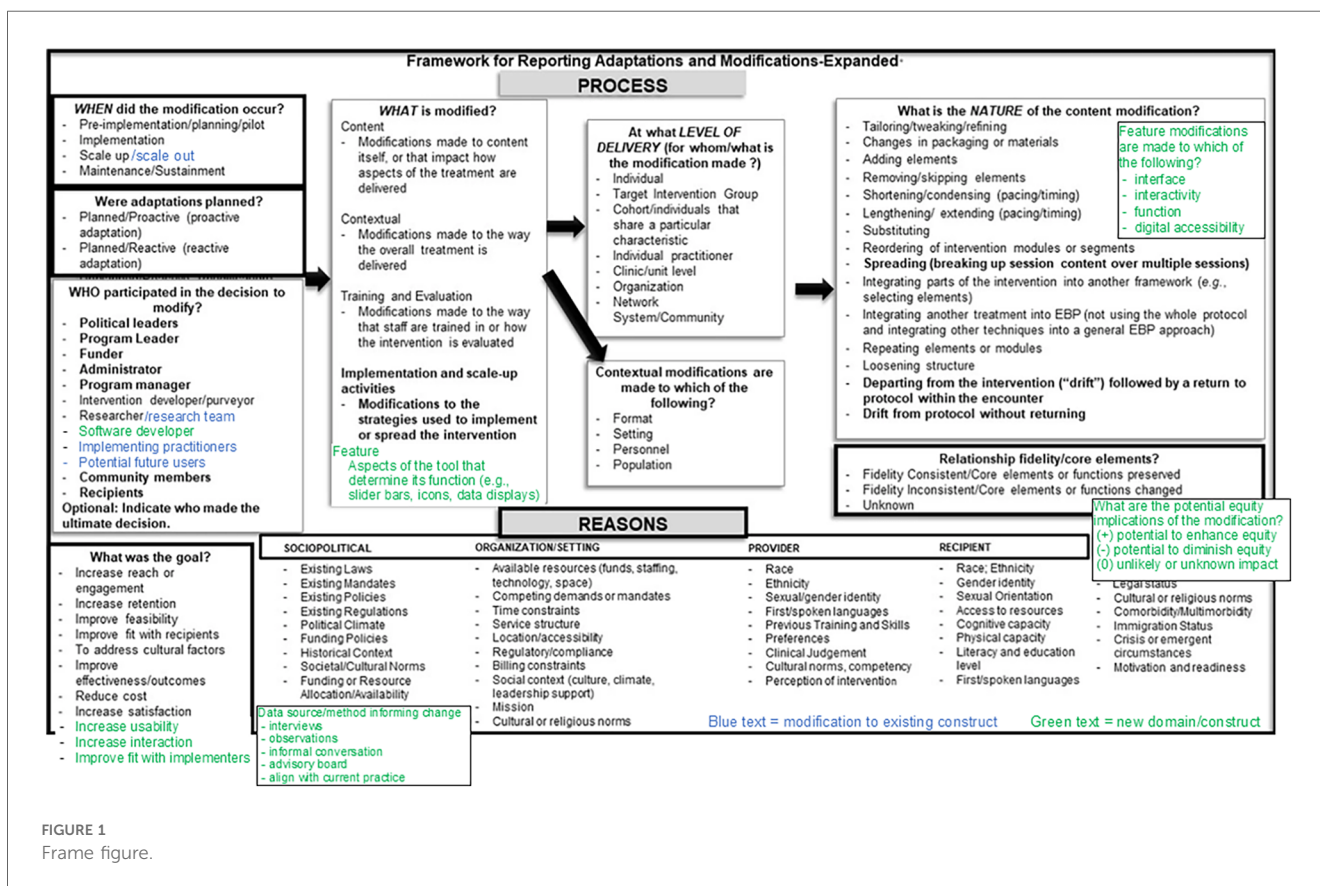 Framework for Reporting Adaptations and Modifications-Expanded
PROCESS
WHEN did the modification occur?
- Pre-implementation/planning/pilot
- Implementation
- Scale up/scale out
- Maintenance/Sustainment
Were adaptations planned?
- Planned/Proactive (proactive
adaptation)
- Planned/Reactive (reactive
adaptation)
WHO participated in the decision to
modify?
- Political leaders
- Program Leader
- Funder
- Administrator
- Program manager
- Intervention developer/purveyor
- Researcher/research team
- Software developer
- Implementing practitioners
- Potential future users
- Community members
- Recipients
Optional: Indicate who made the
ultimate decision.
WHAT is modified?
Content
- Modifications made to content
itself, or that impact how
aspects of the treatment are
delivered
Contextual
- Modifications made to the way
the overall treatment is
delivered
Training and Evaluation
- Modifications made to the way
that staff are trained in or how
the intervention is evaluated
Implementation and scale-up
activities
- Modifications to the
strategies used to implement
or spread the intervention
Feature
Aspects of the tool that
determine its function (e.g.,
slider bars, icons, data displays)
At what LEVEL OF
DELIVERY (for whom/what is
the modification made ?)
- Individual
- Target Intervention Group
- Cohort/individuals that
share a particular
characteristic
- Individual practitioner
- Clinic/unit level
- Organization
- Network
System/Community
Contextual modifications are
made to which of the
following?
- Format
- Setting
- Personnel
- Population
What is the NATURE of the content modification?
- Tailoring/tweaking/refining
- Changes in packaging or materials
- Adding elements
- Removing/skipping elements
- Shortening/condensing (pacing/timing)
- Lengthening/ extending (pacing/timing)
- Substituting
- Reordering of intervention modules or segments
- Spreading (breaking up session content over multiple sessions)
- Integrating parts of the intervention into another framework (e.g.,
selecting elements)
- Integrating another treatment into EBP (not using the whole protocol
and integrating other techniques into a general EBP approach)
- Repeating elements or modules
- Loosening structure
- Departing from the intervention (“drift”) followed by a return to
protocol within the encounter
- Drift from protocol without returning
Feature modifications
are made to which of
the following?
- interface
- interactivity
- function
- digital accessibility
Relationship fidelity/core elements?
- Fidelity Consistent/Core elements or functions preserved
- Fidelity Inconsistent/Core elements or functions changed
- Unknown
What are the potential equity
implications of the modification?
(+) potential to enhance equity
(-) potential to diminish equity
(0) unlikely or unknown impact
REASONS
What was the goal?
- Increase reach or
engagement
- Increase retention
- Improve feasibility
- Improve fit with recipients
- To address cultural factors
- Improve
effectiveness/outcomes
- Reduce cost
- Increase satisfaction
- Increase usability
- Increase interaction
- Improve fit with implementers
SOCIOPOLITICAL
- Existing Laws
- Existing Mandates
- Existing Policies
- Existing Regulations
- Political Climate
- Funding Policies
- Historical Context
- Societal/Cultural Norms
- Funding or Resource
Allocation/Availability
Data source/method informing change
- interviews
- observations
- informal conversation
- advisory board
- align with current practice
ORGANIZATION/SETTING
- Available resources (funds, staffing,
technology, space)
- Competing demands or mandates
- Time constraints
- Service structure
- Location/accessibility
- Regulatory/compliance
- Billing constraints
- Social context (culture, climate,
leadership support)
- Mission
- Cultural or religious norms
PROVIDER
- Race
- Ethnicity
- Sexual/gender identity
- First/spoken languages
- Previous Training and Skills
- Preferences
- Clinical Judgement
- Cultural norms, competency
- Perception of intervention
RECIPIENT
- Race; Ethnicity
- Gender identity
- Sexual Orientation
- Access to resources
- Cognitive capacity
- Physical capacity
- Literacy and education
level
- First/spoken languages
- Legal status
- Cultural or religious norms
- Comorbidity/Multimorbidity
- Immigration Status
- Crisis or emergent
circumstances
- Motivation and readiness
Blue text = modification to existing construct
Green text = new domain/construct
FIGURE 1
Frame figure.